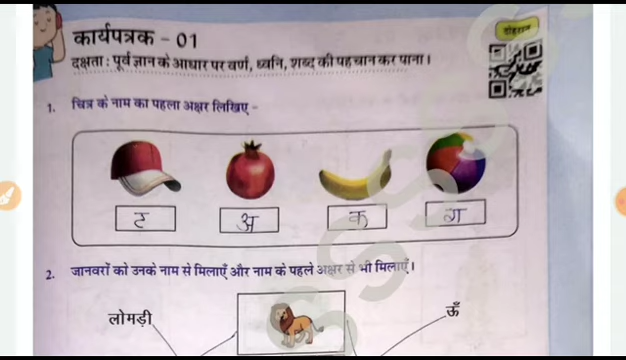 कार्यपत्रक - 01
दोहरान
दक्षता : पूर्व ज्ञान के आधार पर वर्ण, ध्वनि, शब्द की पहचान कर पाना।
1. चित्र के नाम का पहला अक्षर लिखिए -
ट अ क ग
2. जानवरों को उनके नाम से मिलाएँ और नाम के पहले अक्षर से भी मिलाएँ।
लोमड़ी ऊँ